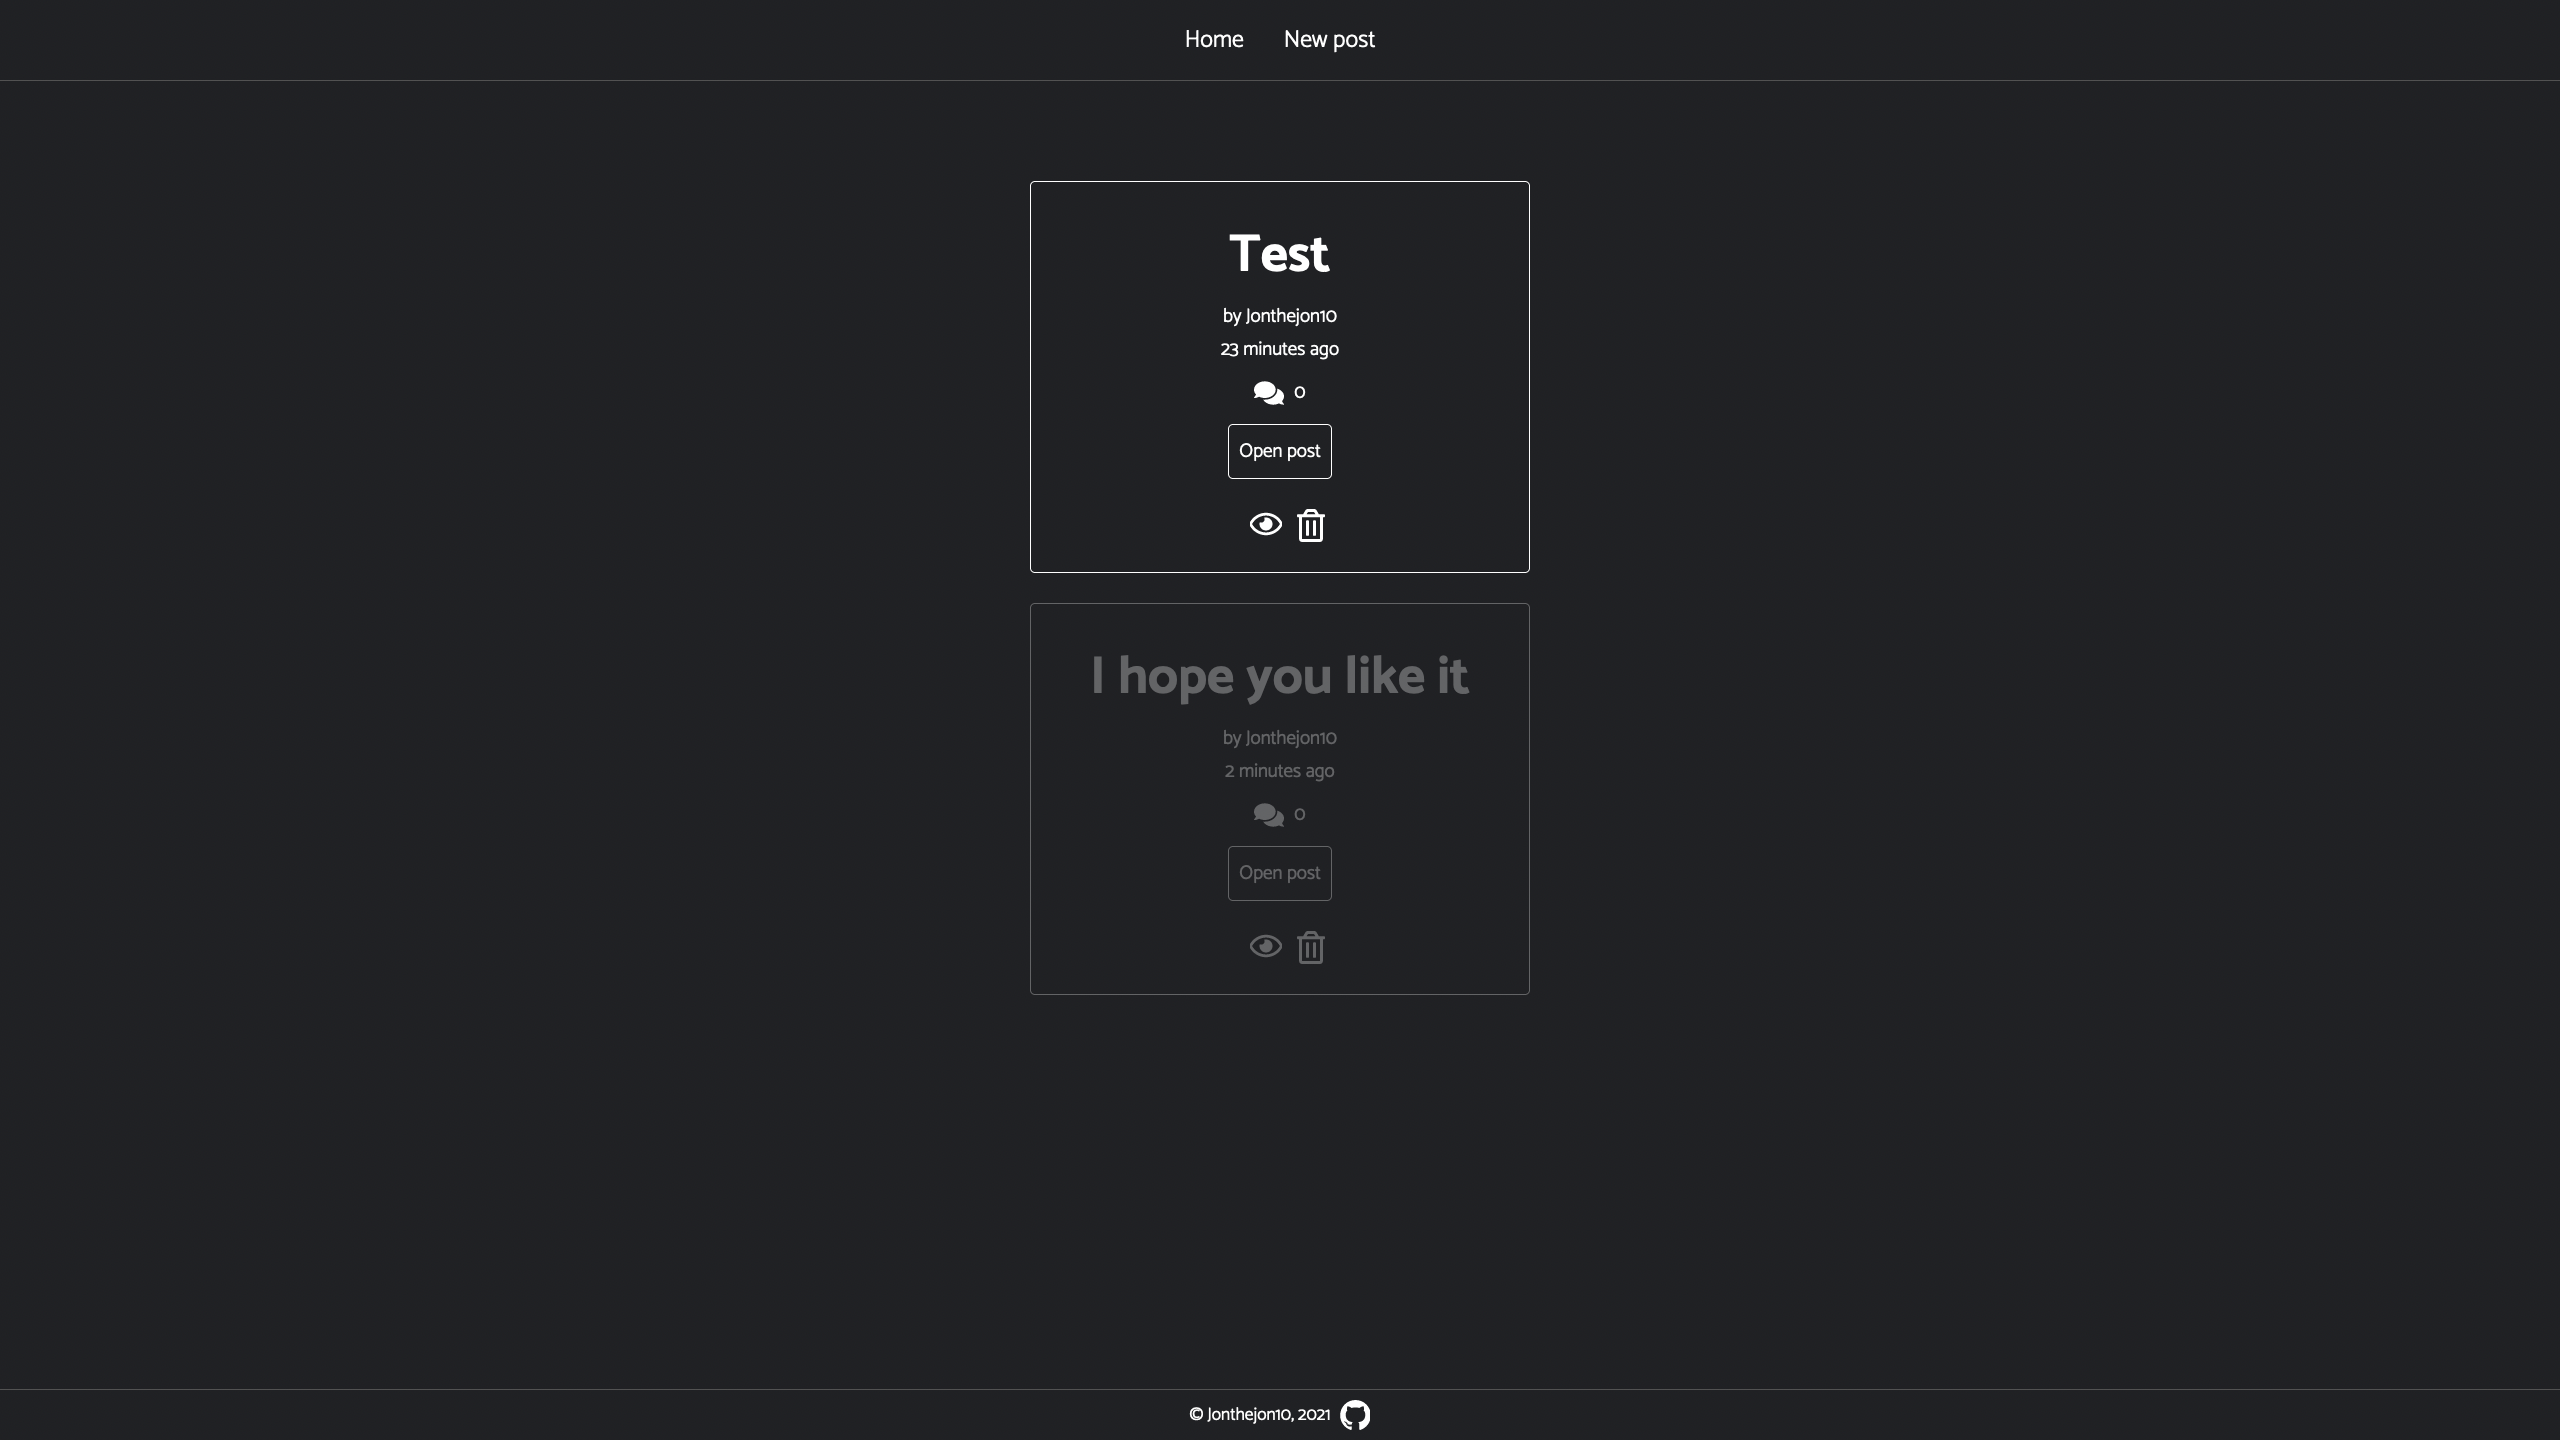 Home New post
Test
by Jonthejon10
23 minutes ago
0
Open post
I hope you like it
by Jonthejon10
2 minutes ago
0
Open post
© Jonthejon10, 2021